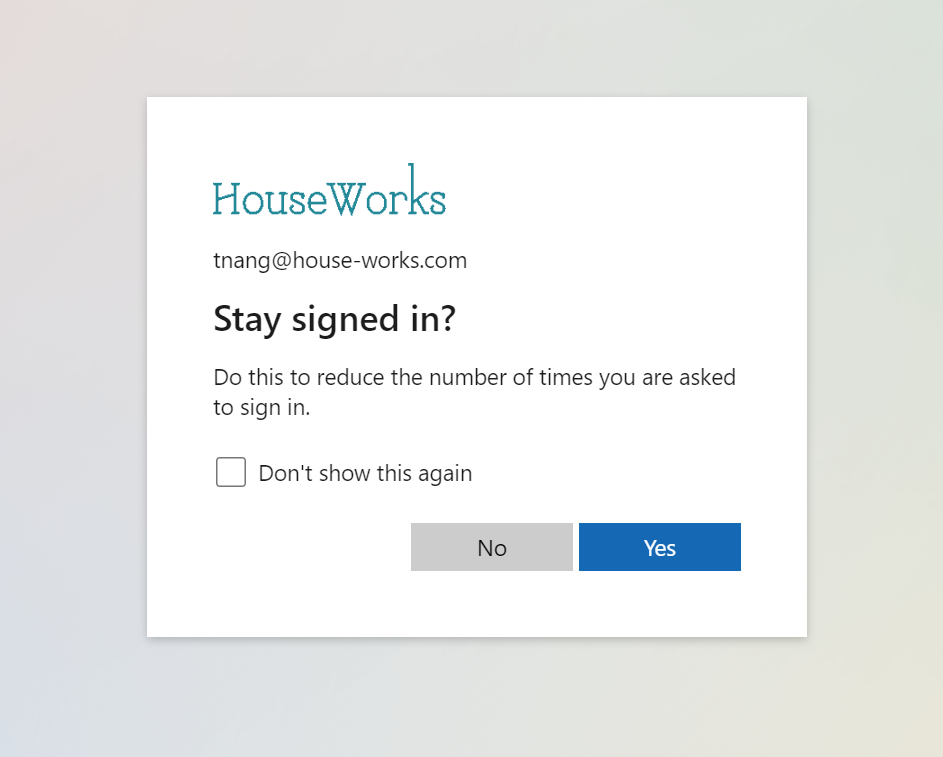 HouseWorks
tnang@house-works.com
Stay signed in?
Do this to reduce the number of times you are asked
to sign in.
Don't show this again
No
Yes